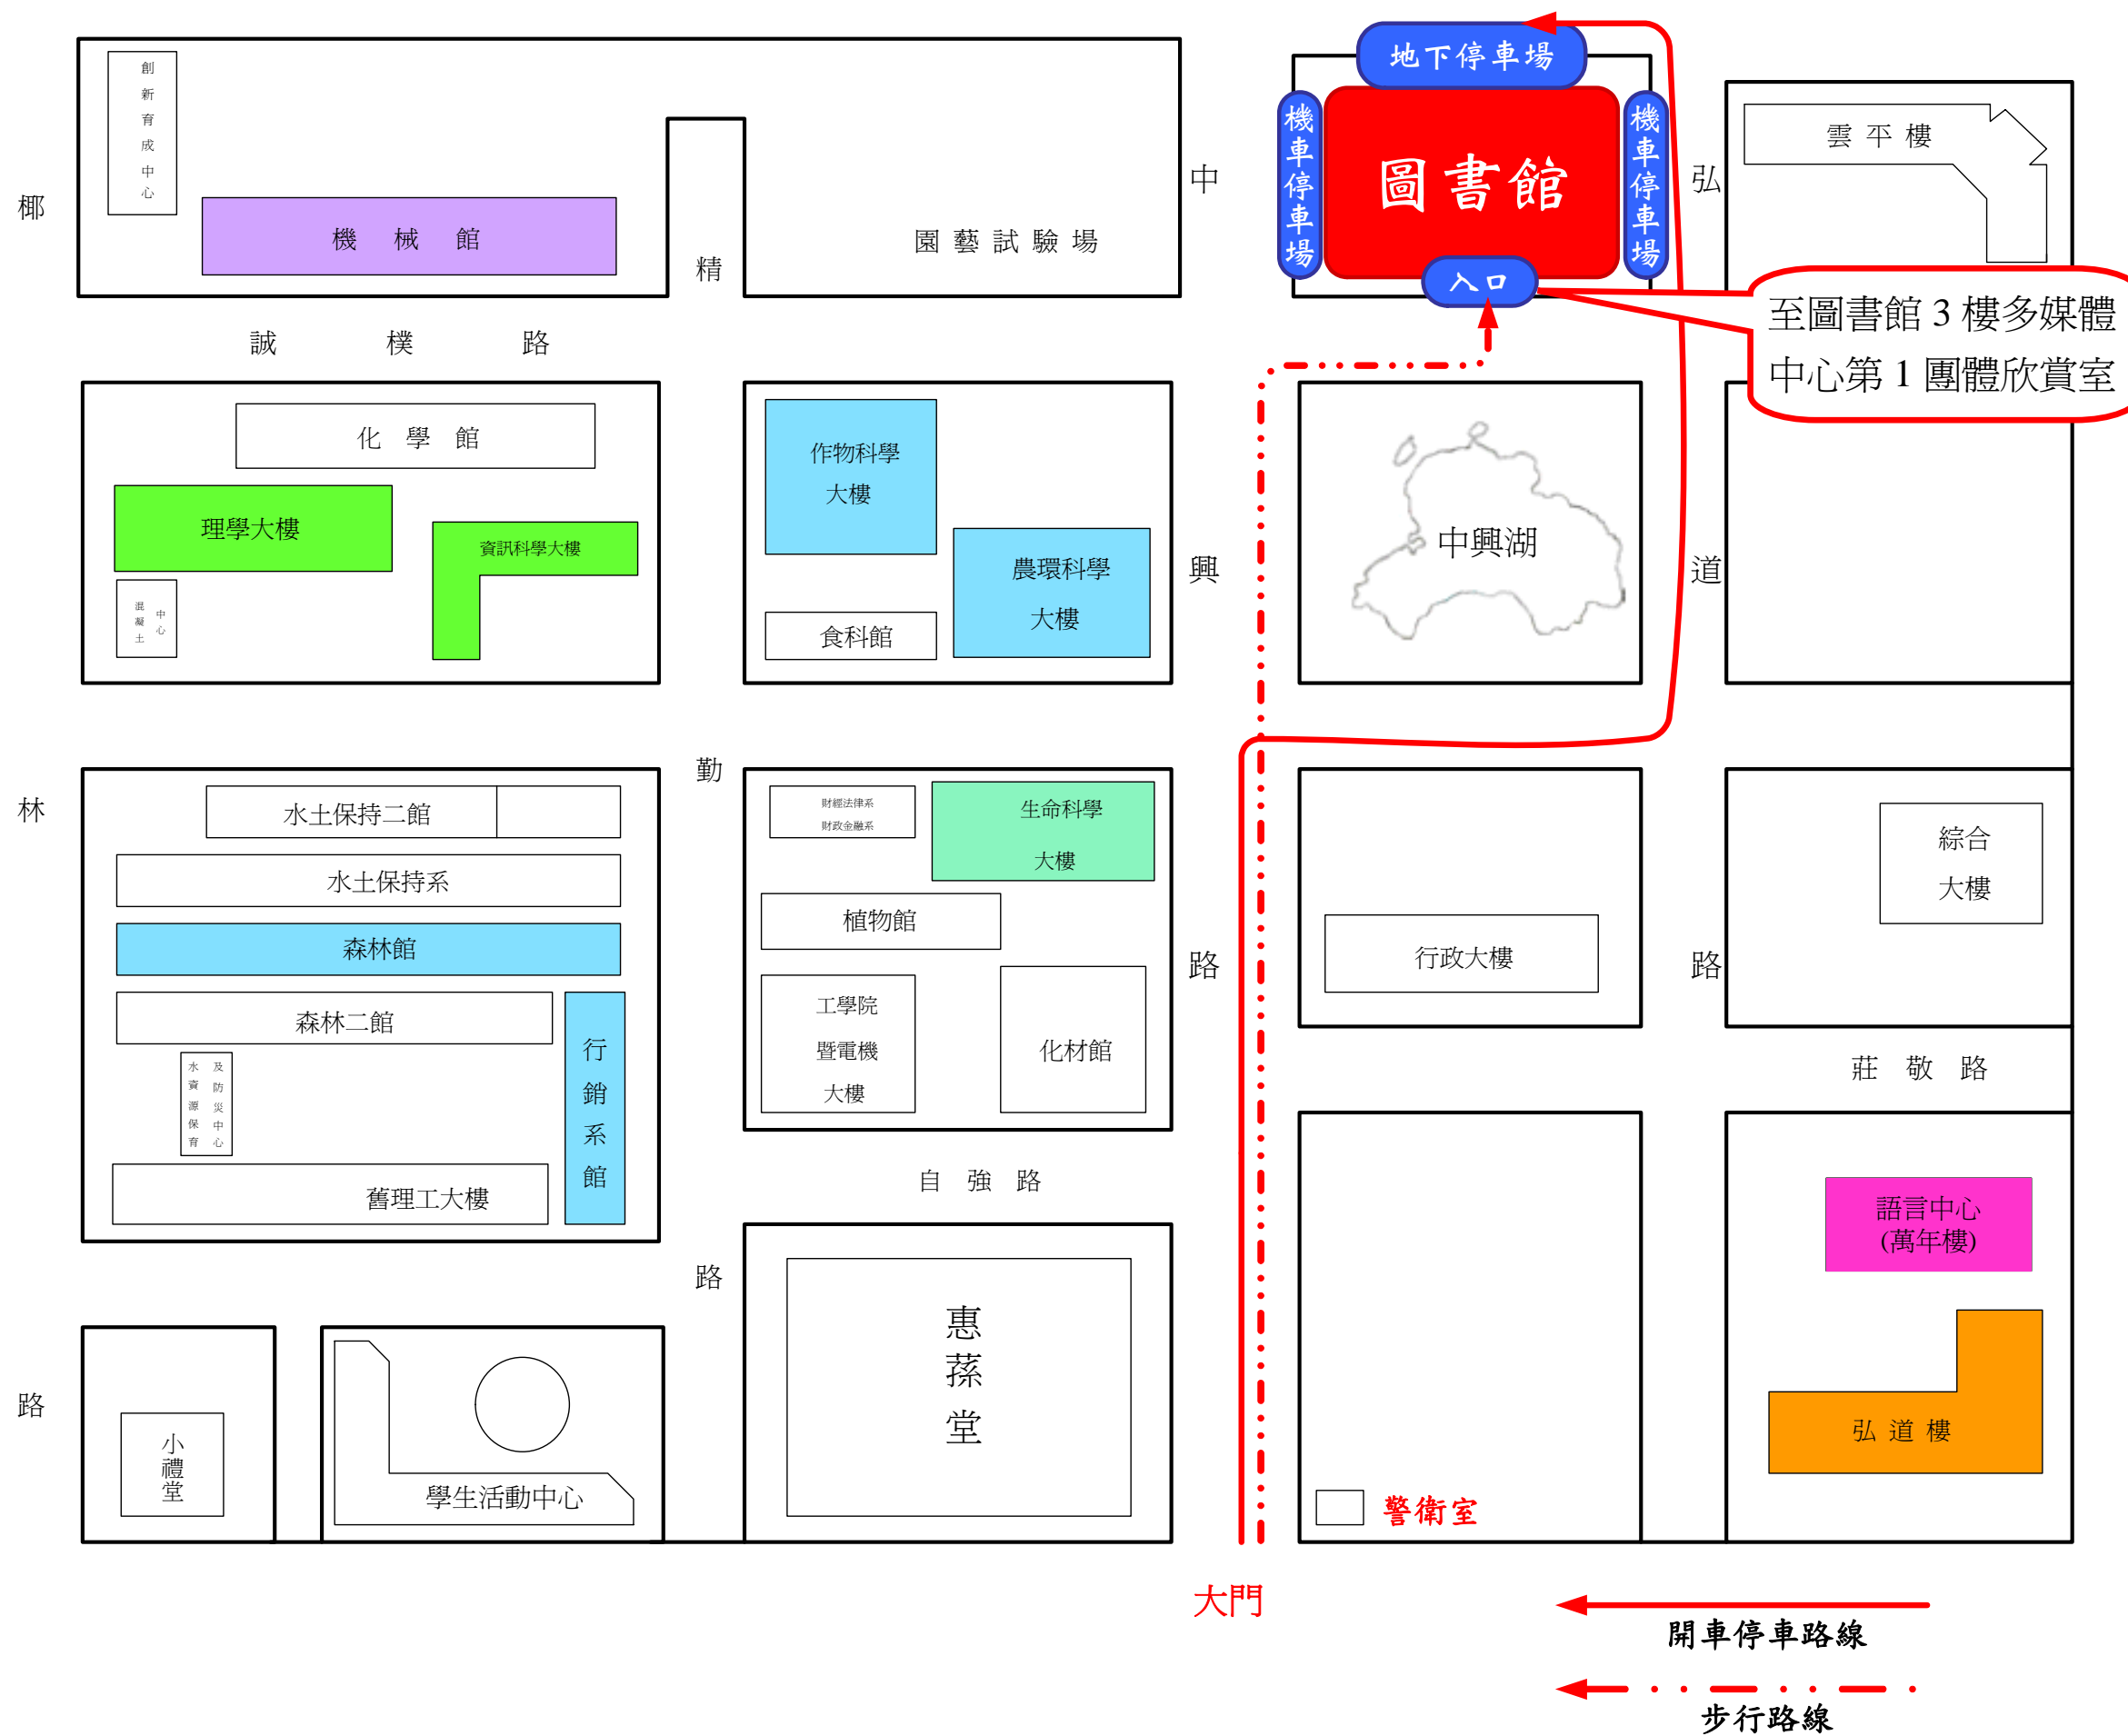 創新育成中心
機械館
園藝試驗場
地下停車場
機車停車場
圖書館
機車停車場
入口
雲平樓
至圖書館 3 樓多媒體
中心第 1 團體欣賞室
椰林路
精勤路
中興路
弘道路
誠樸路
化學館
理學大樓
資訊科學大樓
混凝土
中心
作物科學
大樓
農環科學
大樓
食科館
中興湖
水土保持二館
水土保持系
森林館
森林二館
行銷系館
水資源保育
及防災中心
舊理工大樓
財經法律系
財政金融系
生命科學
大樓
植物館
工學院
暨電機
大樓
化材館
行政大樓
綜合
大樓
莊敬路
自強路
語言中心
(萬年樓)
弘道樓
惠蓀堂
小禮堂
學生活動中心
警衛室
大門
開車停車路線
步行路線